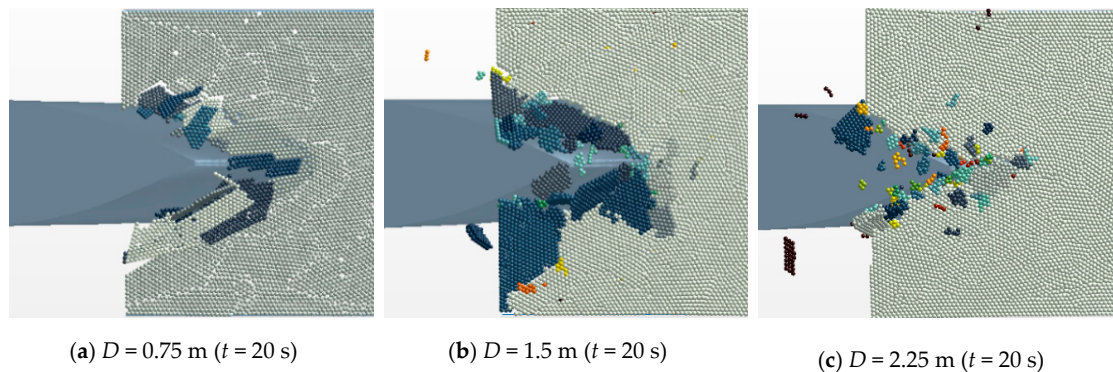 (a) D = 0.75 m (t = 20 s)
(b) D = 1.5 m (t = 20 s)
(c) D = 2.25 m (t = 20 s)